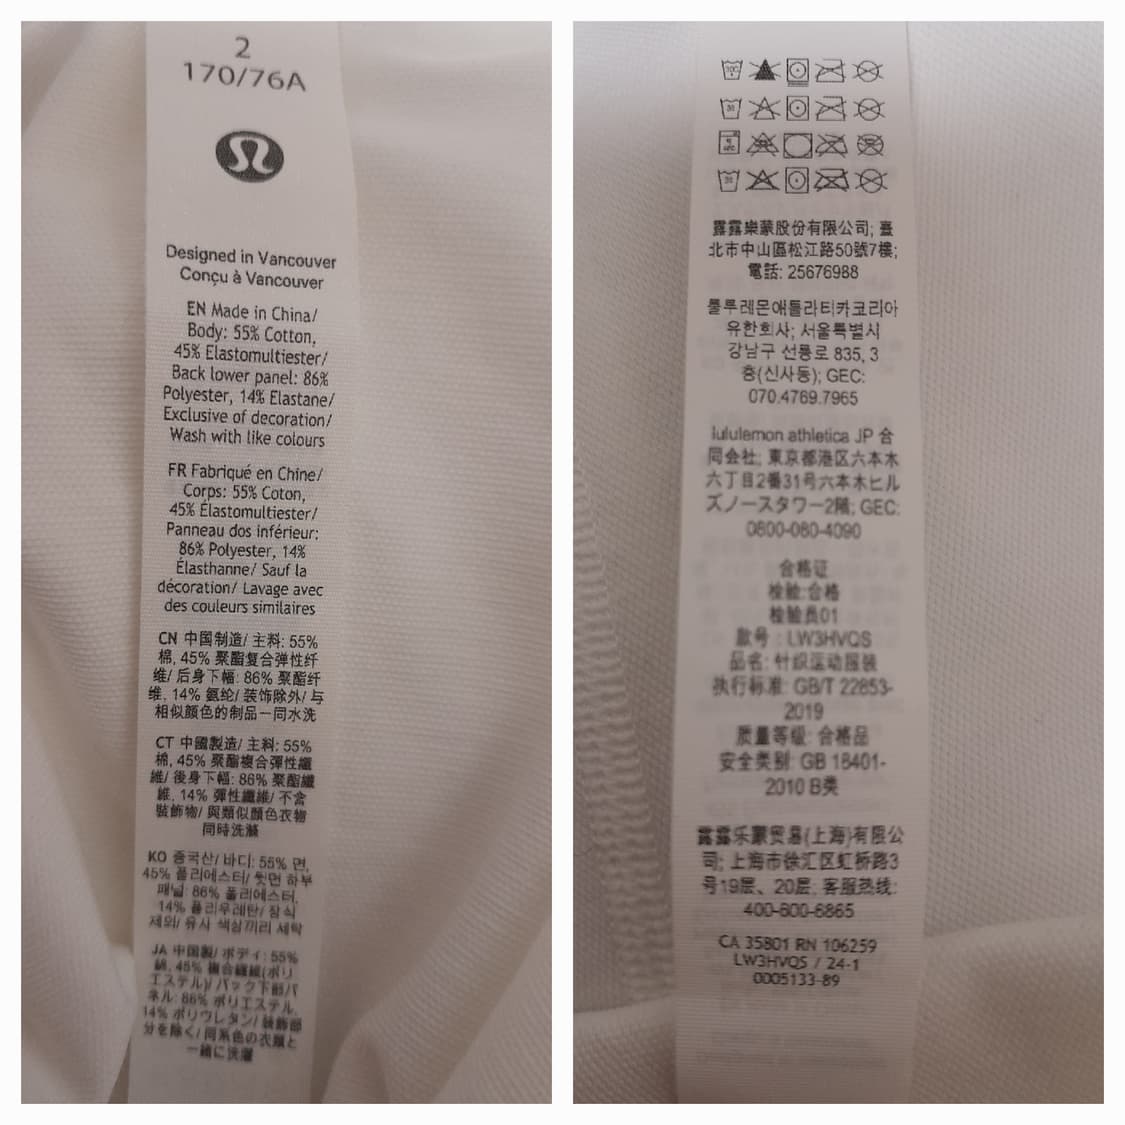 2
170/76A
Designed in Vancouver
Conçu à Vancouver
EN Made in China/
Body: 55% Cotton,
45% Elastomultiester/
Back lower panel: 86%
Polyester, 14% Elastane/
Exclusive of decoration/
Wash with like colours
FR Fabriqué en Chine/
Corps: 55% Coton,
45% Élastomultiester/
Panneau dos inférieur:
86% Polyester, 14%
Élasthanne/ Sauf la
décoration/ Lavage avec
des couleurs similaires
CN 中国制造/ 主料: 55%
棉, 45% 聚酯复合弹性纤
维/ 后身下幅: 86% 聚酯纤
维, 14% 氨纶/ 装饰除外/ 与
相似颜色的制品一同水洗
CT 中國製造/ 主料: 55%
棉, 45% 聚酯複合彈性纖
維/ 後身下幅: 86% 聚酯纖
維, 14% 彈性纖維/ 不含
裝飾物/ 與類似顏色衣物
同時洗滌
KO 중국산/ 바디: 55% 면,
45% 폴리에스터/ 뒷면 하부
패널: 86% 폴리에스터,
14% 폴리우레탄/ 장식
제외/ 유사 색상끼리 세탁
JA 中国製/ ボディ: 55%
綿, 45% 複合繊維(ポリ
エステル)/ バック下部パ
ネル: 86% ポリエステル,
14% ポリウレタン/ 装飾部
分を除く/ 同系色の衣類と
一緒に洗濯
露露樂蒙股份有限公司; 臺
北市中山區松江路50號7樓;
電話: 25676988
룰루레몬애틀라티카코리아
유한회사; 서울특별시
강남구 선릉로 835, 3
층(신사동); GEC:
070.4769.7965
lululemon athletica JP 合
同会社; 東京都港区六本木
六丁目2番31号六本木ヒル
ズノースタワー2階; GEC:
0800-080-4090
合格证
检验:合格
检验员01
款号 : LW3HVQS
品名: 针织运动服装
执行标准: GB/T 22853-
2019
质量等级: 合格品
安全类别: GB 18401-
2010 B类
露露乐蒙贸易(上海)有限公
司; 上海市徐汇区虹桥路3
号19层、20层; 客服热线:
400-600-6865
CA 35801 RN 106259
LW3HVQS / 24-1
0005133-89